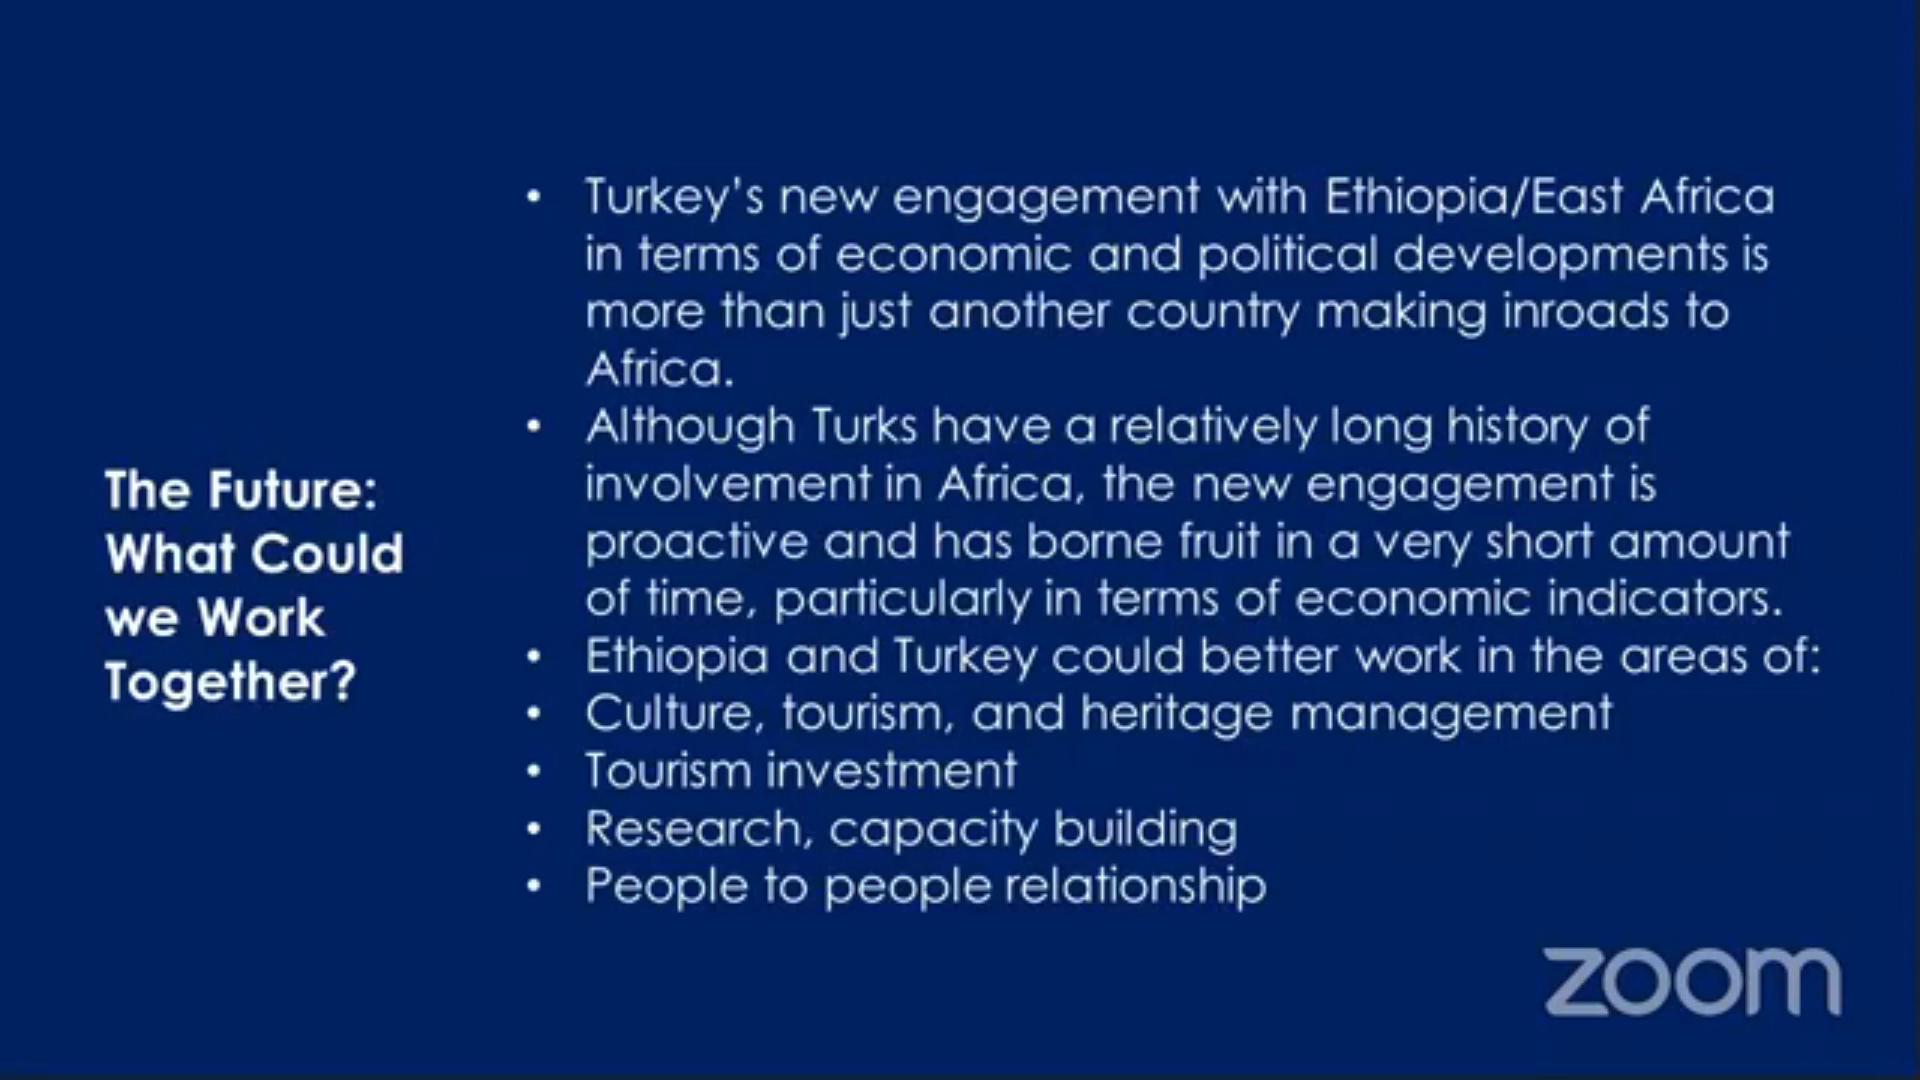 The Future:
What Could
we Work
Together?
• Turkey's new engagement with Ethiopia/East Africa
in terms of economic and political developments is
more than just another country making inroads to
Africa.
• Although Turks have a relatively long history of
involvement in Africa, the new engagement is
proactive and has borne fruit in a very short amount
of time, particularly in terms of economic indicators.
• Ethiopia and Turkey could better work in the areas of:
• Culture, tourism, and heritage management
• Tourism investment
• Research, capacity building
• People to people relationship
zoom